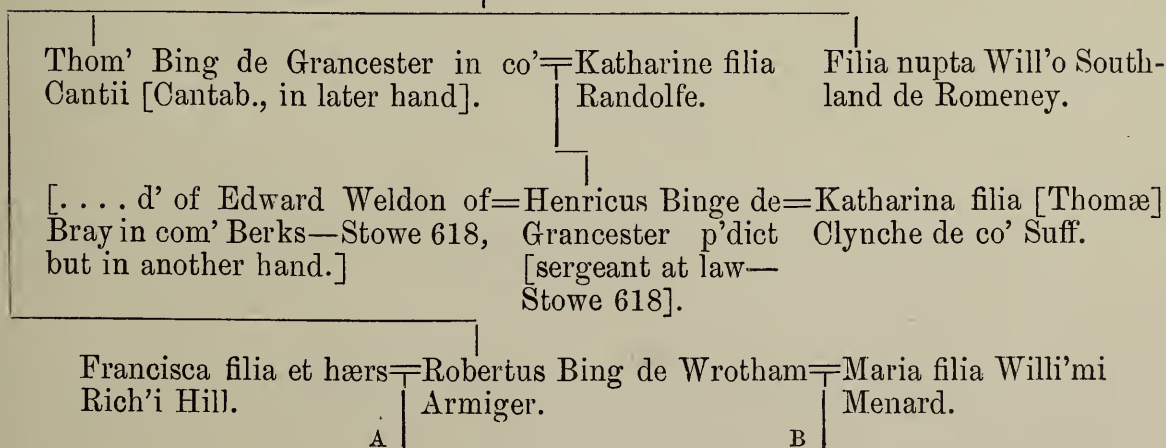 Thom' Bing de Grancester in co'=Katharine filia
Cantii [Cantab., in later hand]. Randolfe.
Filia nupta Will'o South-
land de Romeney.
[. . . . d' of Edward Weldon of=Henricus Binge de=Katharina filia [Thomæ]
Bray in com' Berks—Stowe 618, Grancester p'dict Clynche de co' Suff.
but in another hand.] [sergeant at law—
Stowe 618].
Francisca filia et hærs=Robertus Bing de Wrotham=Maria filia Willi'mi
Rich'i Hill. Armiger. Menard.
A B